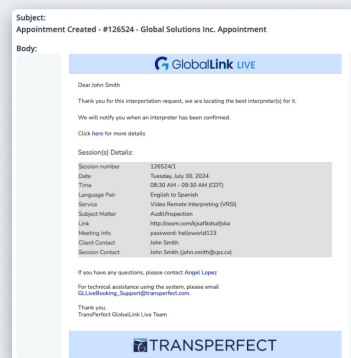 Subject:
Appointment Created - #126524 - Global Solutions Inc. Appointment
Body:
GlobalLink LIVE
Dear John Smith
Thank you for this interpertation request, we are locating the best interpreter(s) for it.
We will notify you when an interpreter has been confirmed.
Click here for more details
Session(s) Details:
Session number 126524/1
Date Tuesday, July 30, 2024
Time 08:30 AM - 09:30 AM (CDT)
Language Pair English to Spanish
Service Video Remote Interpreting (VRSI)
Subject Matter Audit/Inspection
Link
Meeting Info password: helloworld123
Client Contact John Smith
Session Contact John Smith (john.smith@cpc.cx)
If you have any questions, please contact Angel Lopez
For technical assistance using the system, please email
GLLiveBooking_Support@transperfect.com.
Thank you,
TransPerfect GlobalLink Live Team
TRANSPERFECT